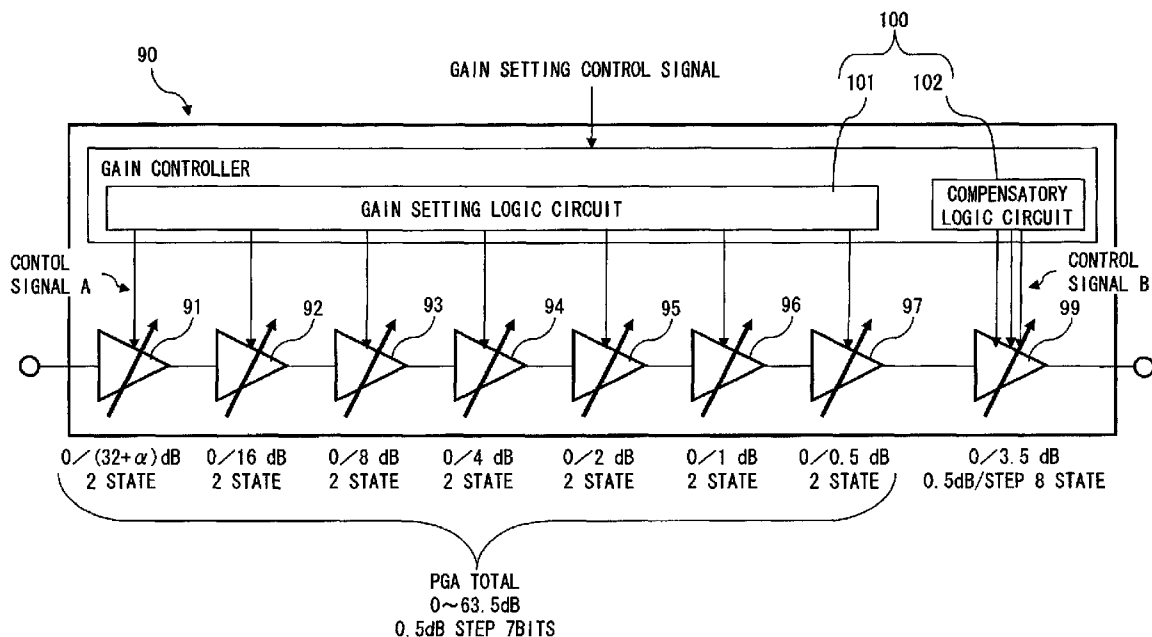 100
90
GAIN SETTING CONTROL SIGNAL
101
102
GAIN CONTROLLER
GAIN SETTING LOGIC CIRCUIT
COMPENSATORY
LOGIC CIRCUIT
CONTOL
SIGNAL A
CONTROL
SIGNAL B
91
92
93
94
95
96
97
99
0/(32+α)dB
2 STATE
0/16 dB
2 STATE
0/8 dB
2 STATE
0/4 dB
2 STATE
0/2 dB
2 STATE
0/1 dB
2 STATE
0/0.5 dB
2 STATE
0/3.5 dB
0.5dB/STEP 8 STATE
PGA TOTAL
0~63.5dB
0.5dB STEP 7BITS